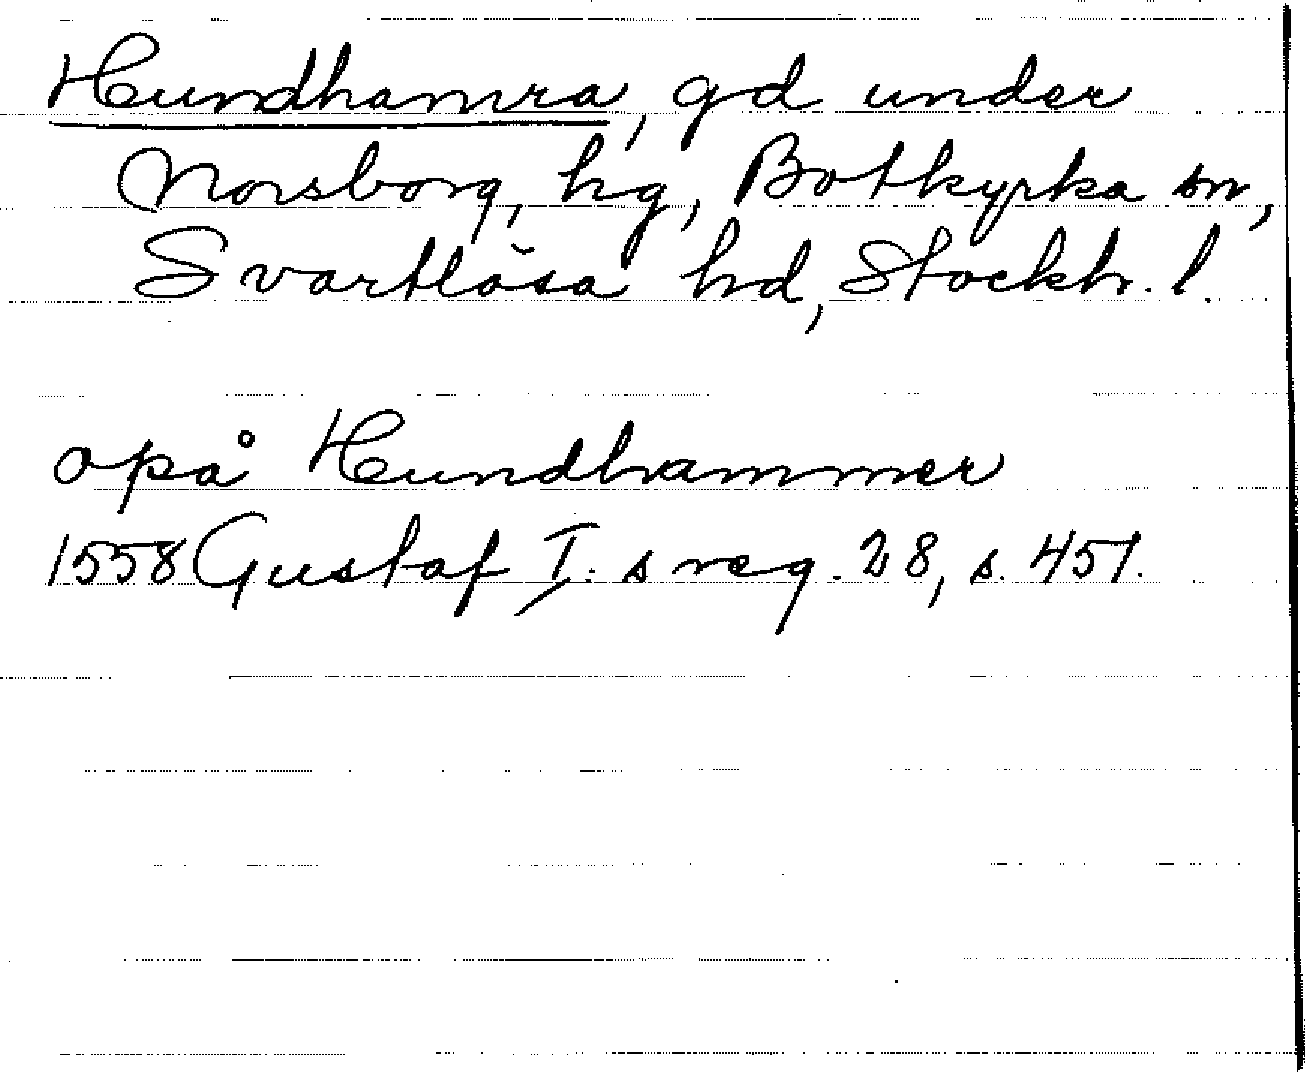 Hundhamra, gd under
Norsborg, hg, Botkyrka sn,
Svartlösa hd, Stockh. l.
opå Hundhammer
1558 Gustaf I:s reg. 28, s. 451.